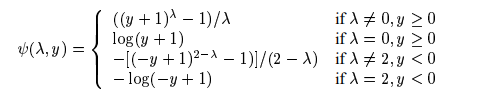 ψ(λ, y) = { ((y + 1)^λ − 1)/λ if λ ≠ 0, y ≥ 0
log(y + 1) if λ = 0, y ≥ 0
−[(−y + 1)^{2−λ} − 1)]/(2 − λ) if λ ≠ 2, y < 0
− log(−y + 1) if λ = 2, y < 0